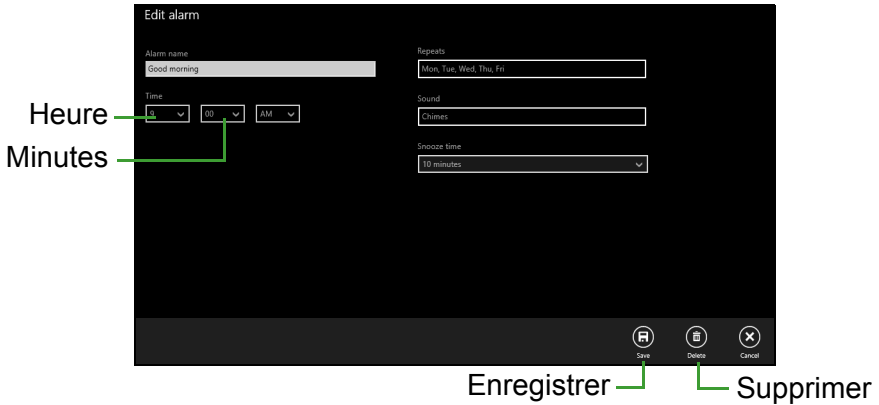 Edit alarm
Alarm name
Good morning
Time
9 00 AM
Repeats
Mon, Tue, Wed, Thu, Fri
Sound
Chimes
Snooze time
10 minutes
Heure
Minutes
Save Delete Cancel
Enregistrer Supprimer